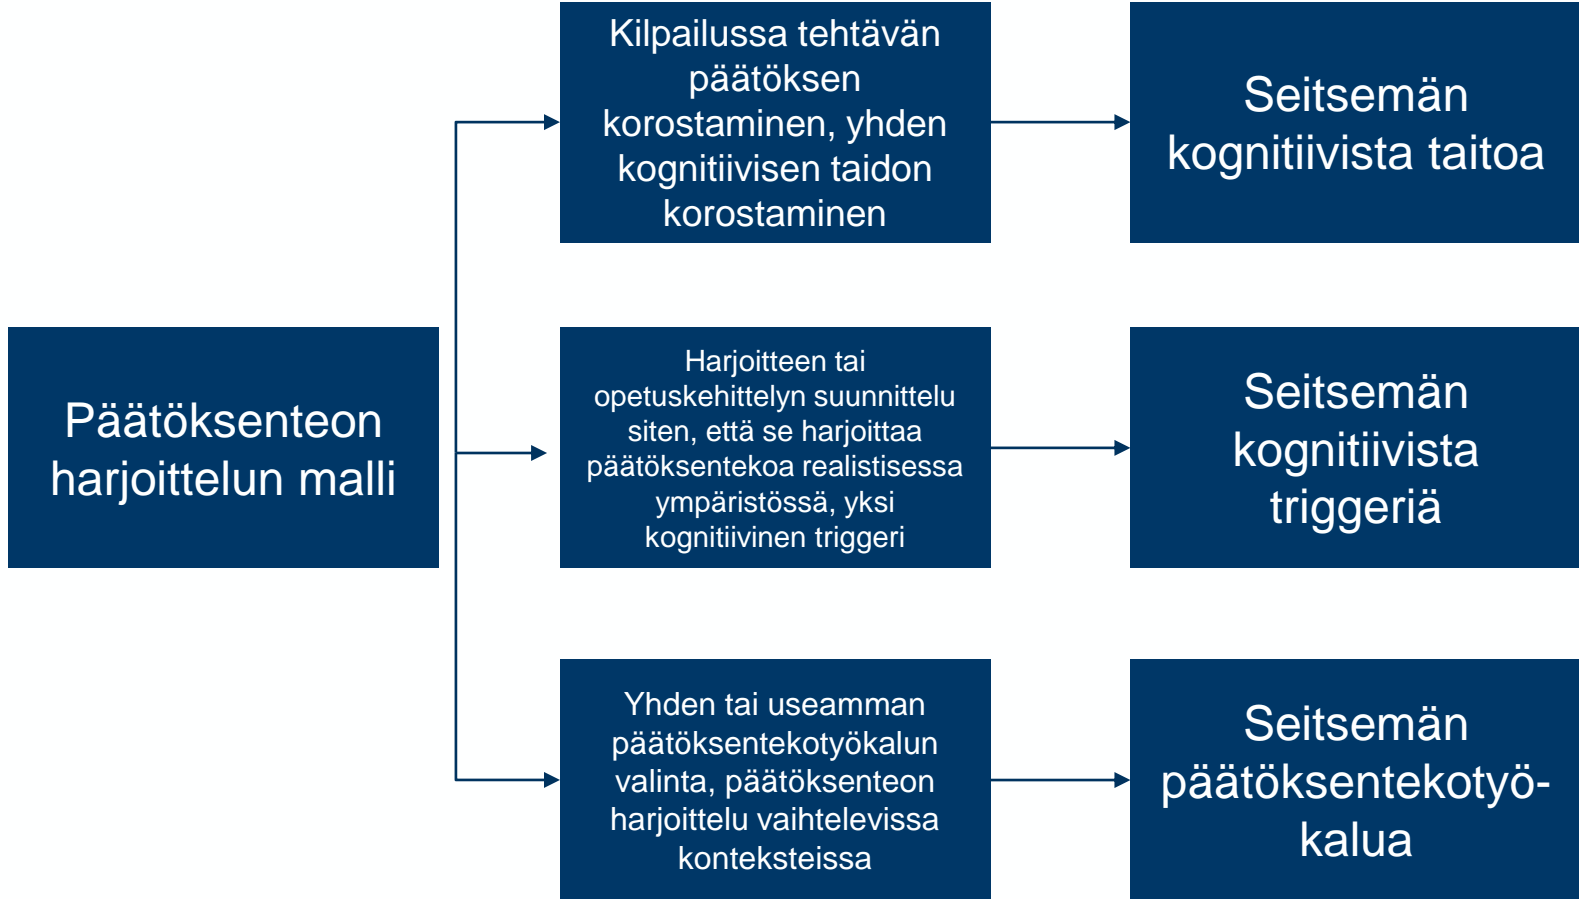 Päätöksenteon
harjoittelun malli
Kilpailussa tehtävän
päätöksen
korostaminen, yhden
kognitiivisen taidon
korostaminen
Seitsemän
kognitiivista taitoa
Harjoitteen tai
opetuskehittelyn suunnittelu
siten, että se harjoittaa
päätöksentekoa realistisessa
ympäristössä, yksi
kognitiivinen triggeri
Seitsemän
kognitiivista
triggeriä
Yhden tai useamman
päätöksentekotyökalun
valinta, päätöksenteon
harjoittelu vaihtelevissa
konteksteissa
Seitsemän
päätöksentekotyö-
kalua